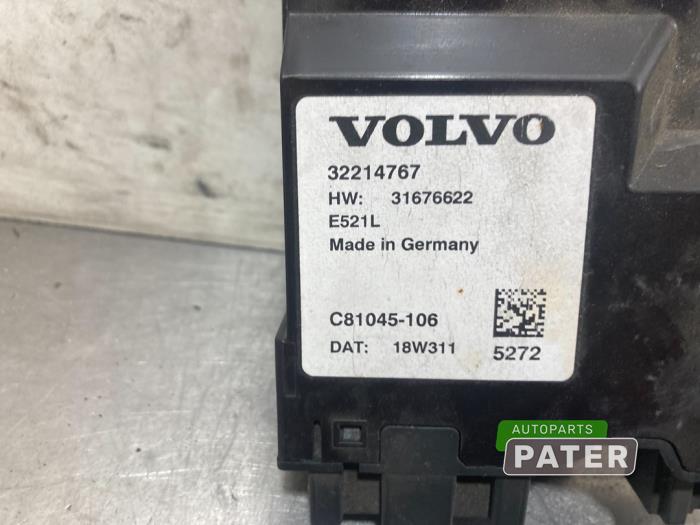 VOLVO
32214767
HW: 31676622
E521L
Made in Germany
C81045-106
DAT: 18W311
5272
AUTOPARTS
PATER